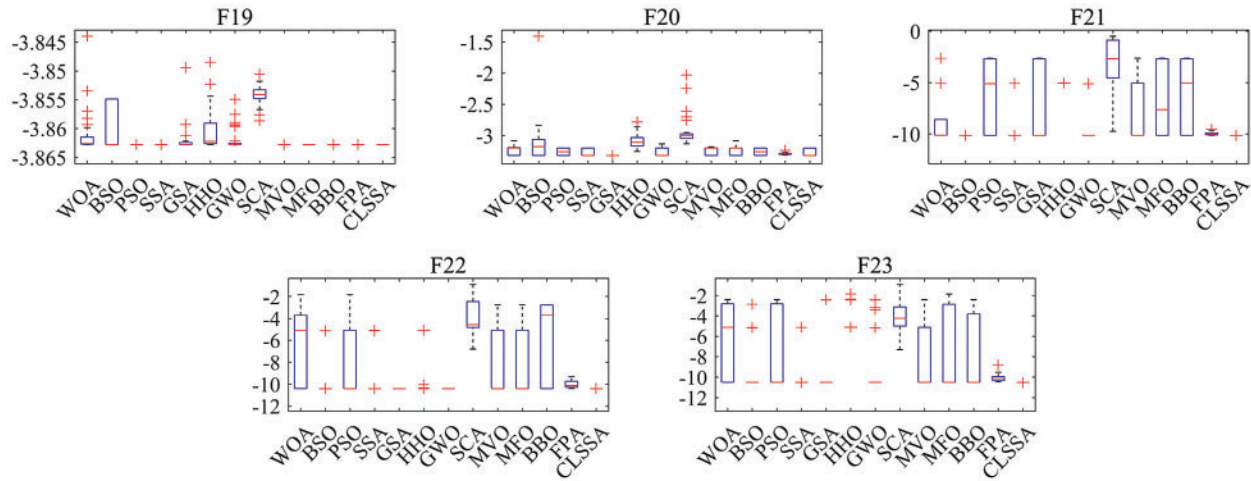 F19
-3.845
-3.85
-3.855
-3.86
-3.865
WOA BSO PSO SSA GSA HHO GWO SCA MVO MFO BBO FPA CLSSA
F20
-1.5
-2
-2.5
-3
WOA BSO PSO SSA GSA HHO GWO SCA MVO MFO BBO FPA CLSSA
F21
0
-5
-10
WOA BSO PSO SSA GSA HHO GWO SCA MVO MFO BBO FPA CLSSA
F22
-2
-4
-6
-8
-10
-12
WOA BSO PSO SSA GSA HHO GWO SCA MVO MFO BBO FPA CLSSA
F23
-2
-4
-6
-8
-10
-12
WOA BSO PSO SSA GSA HHO GWO SCA MVO MFO BBO FPA CLSSA